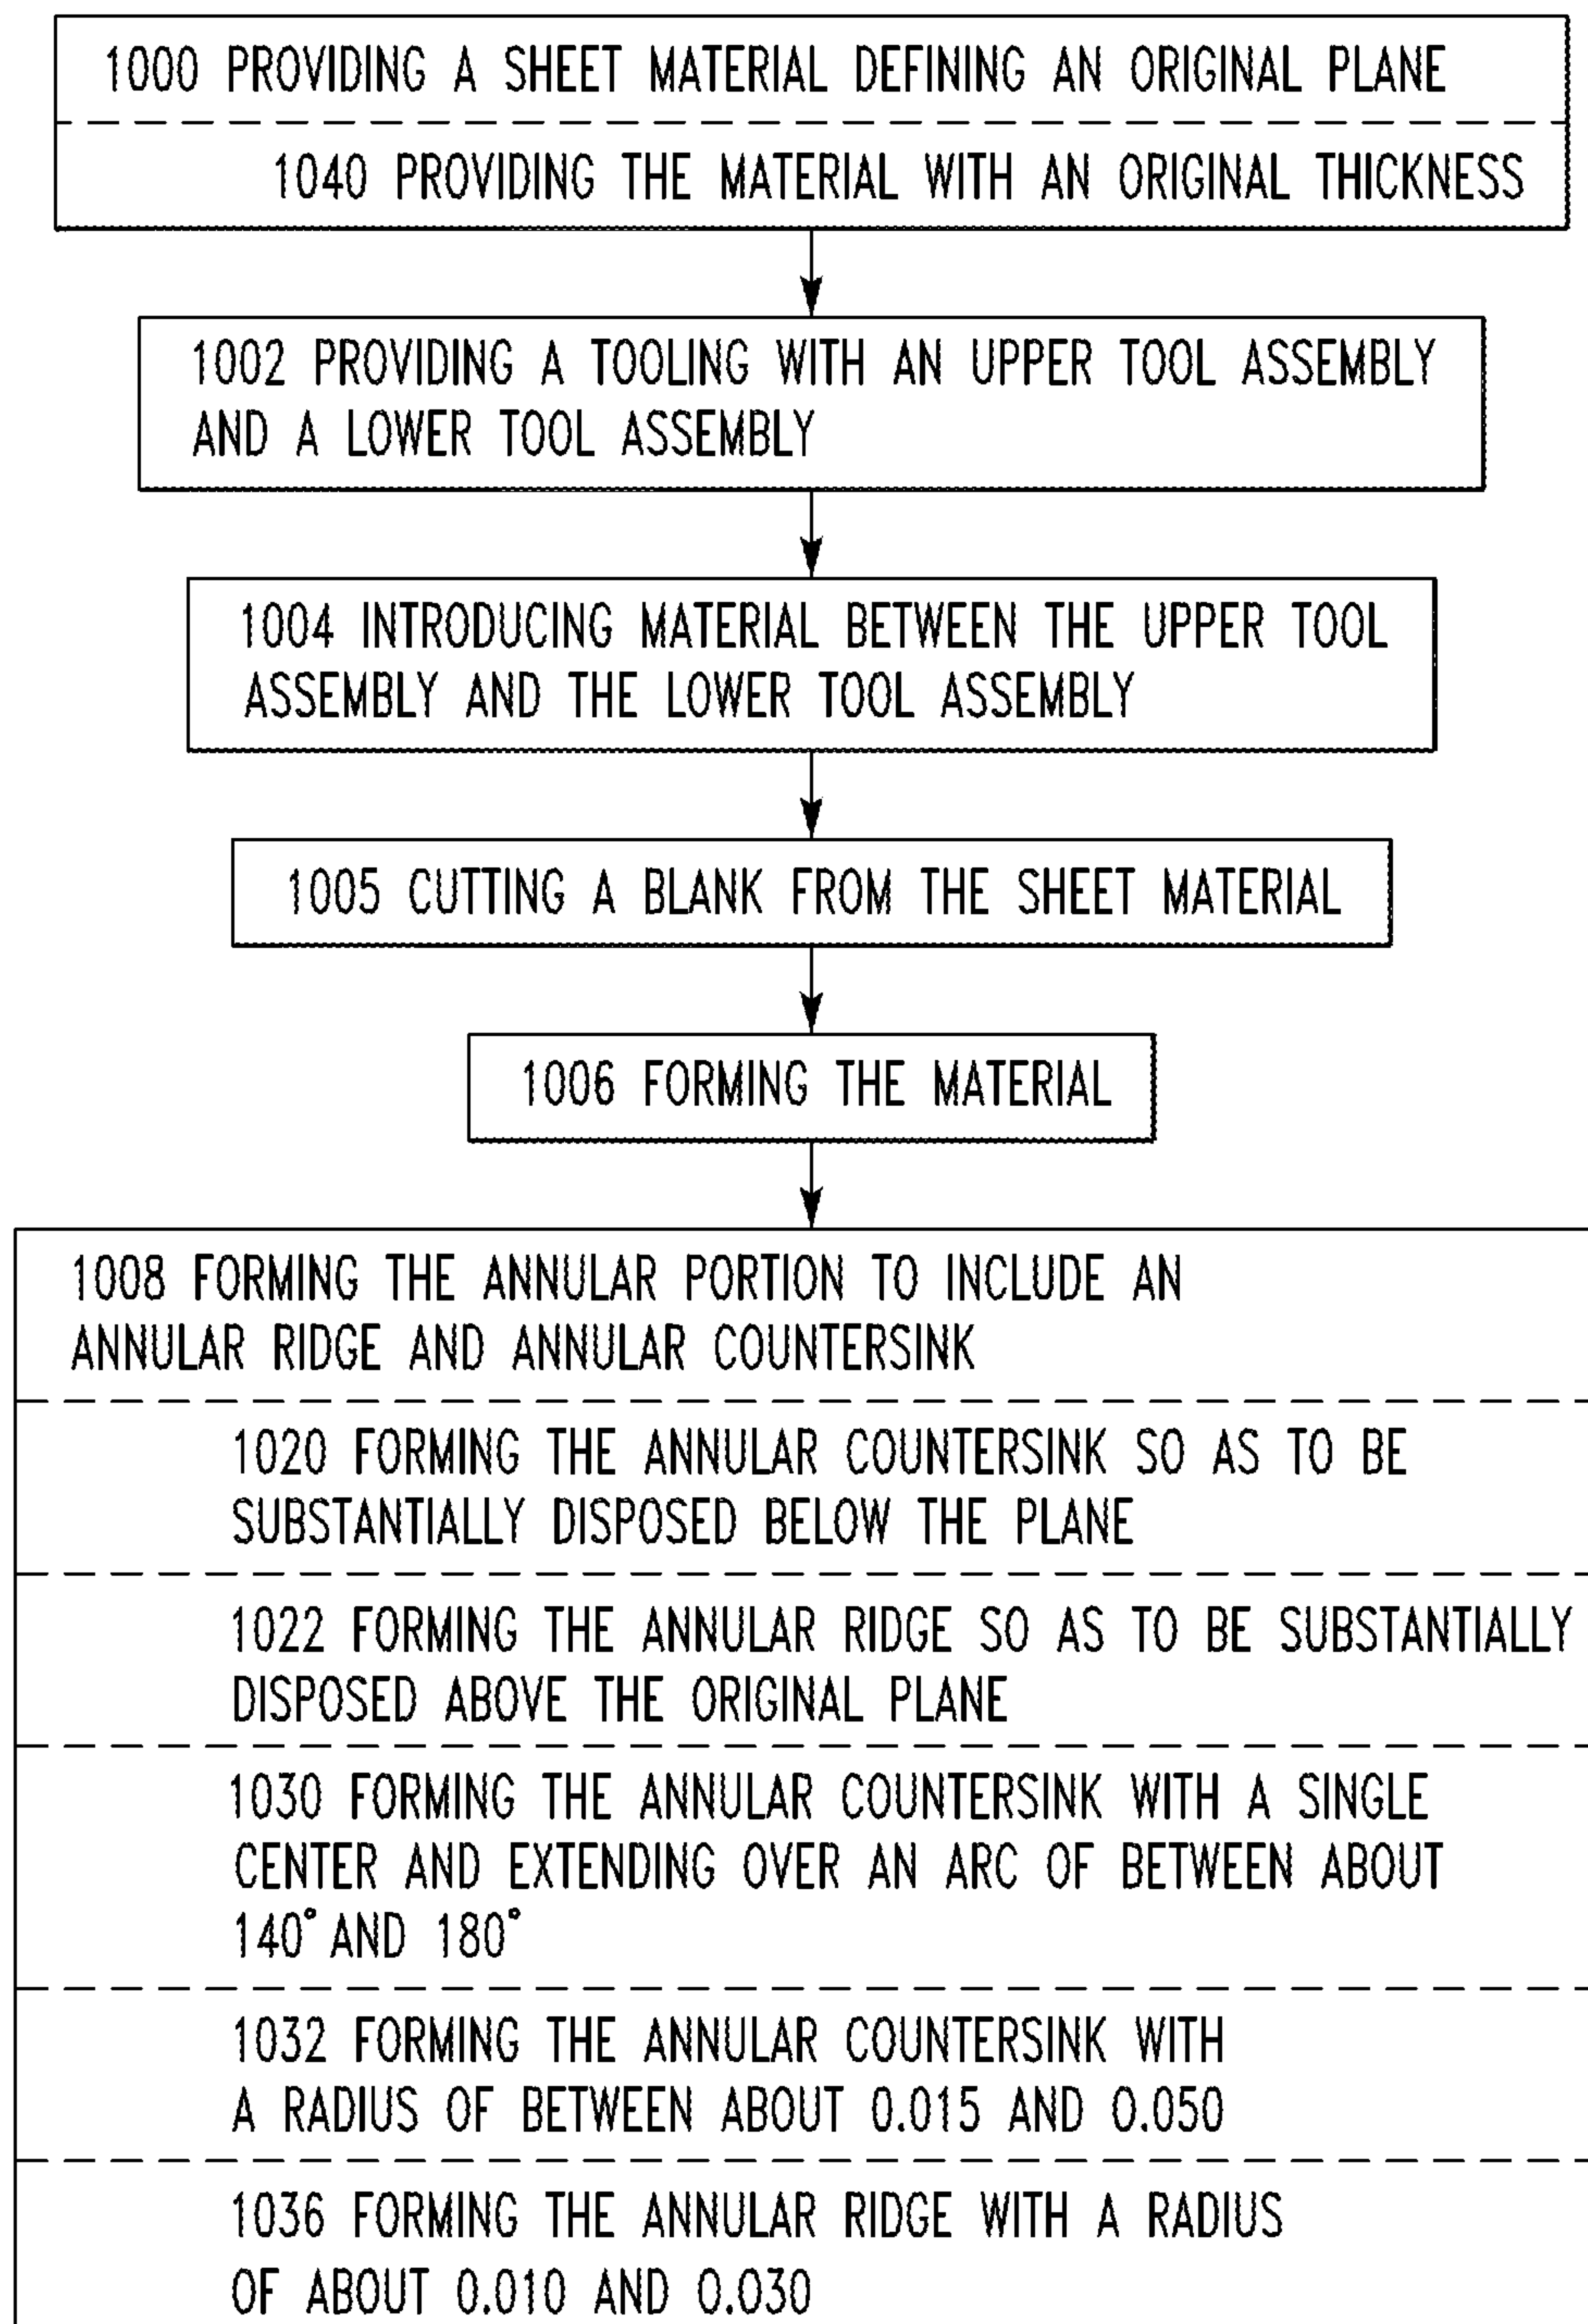 1000 PROVIDING A SHEET MATERIAL DEFINING AN ORIGINAL PLANE
1040 PROVIDING THE MATERIAL WITH AN ORIGINAL THICKNESS
1002 PROVIDING A TOOLING WITH AN UPPER TOOL ASSEMBLY
AND A LOWER TOOL ASSEMBLY
1004 INTRODUCING MATERIAL BETWEEN THE UPPER TOOL
ASSEMBLY AND THE LOWER TOOL ASSEMBLY
1005 CUTTING A BLANK FROM THE SHEET MATERIAL
1006 FORMING THE MATERIAL
1008 FORMING THE ANNULAR PORTION TO INCLUDE AN
ANNULAR RIDGE AND ANNULAR COUNTERSINK
1020 FORMING THE ANNULAR COUNTERSINK SO AS TO BE
SUBSTANTIALLY DISPOSED BELOW THE PLANE
1022 FORMING THE ANNULAR RIDGE SO AS TO BE SUBSTANTIALLY
DISPOSED ABOVE THE ORIGINAL PLANE
1030 FORMING THE ANNULAR COUNTERSINK WITH A SINGLE
CENTER AND EXTENDING OVER AN ARC OF BETWEEN ABOUT
140° AND 180°
1032 FORMING THE ANNULAR COUNTERSINK WITH
A RADIUS OF BETWEEN ABOUT 0.015 AND 0.050
1036 FORMING THE ANNULAR RIDGE WITH A RADIUS
OF ABOUT 0.010 AND 0.030